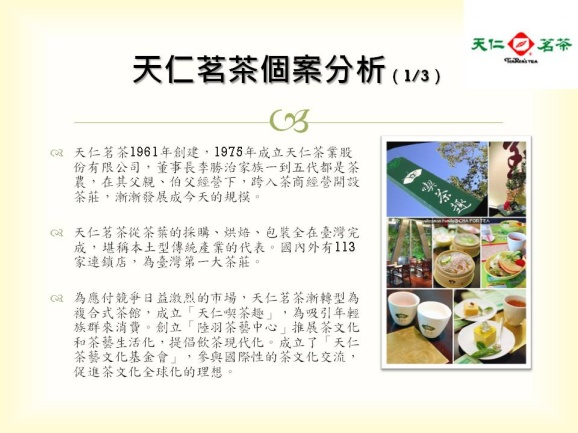 天仁茗茶
TenRen's TEA
天仁茗茶個案分析(1/3)
天仁茗茶1961年創建，1975年成立天仁茶業股
份有限公司，董事長李勝治家族一到五代都是茶
農，在其父親、伯父經營下，跨入茶商經營開設
茶莊，漸漸發展成今天的規模。
天仁茗茶從茶葉的採購、烘焙、包裝全在臺灣完
成，堪稱本土型傳統產業的代表。國內外有113
家連鎖店，為臺灣第一大茶莊。
為應付競爭日益激烈的市場，天仁茗茶漸轉型為
複合式茶館，成立「天仁喫茶趣」，為吸引年輕
族群來消費。創立「陸羽茶藝中心」推展茶文化
和茶藝生活化，提倡飲茶現代化。成立了「天仁
茶藝文化基金會」，參與國際性的茶文化交流，
促進茶文化全球化的理想。
喫茶趣